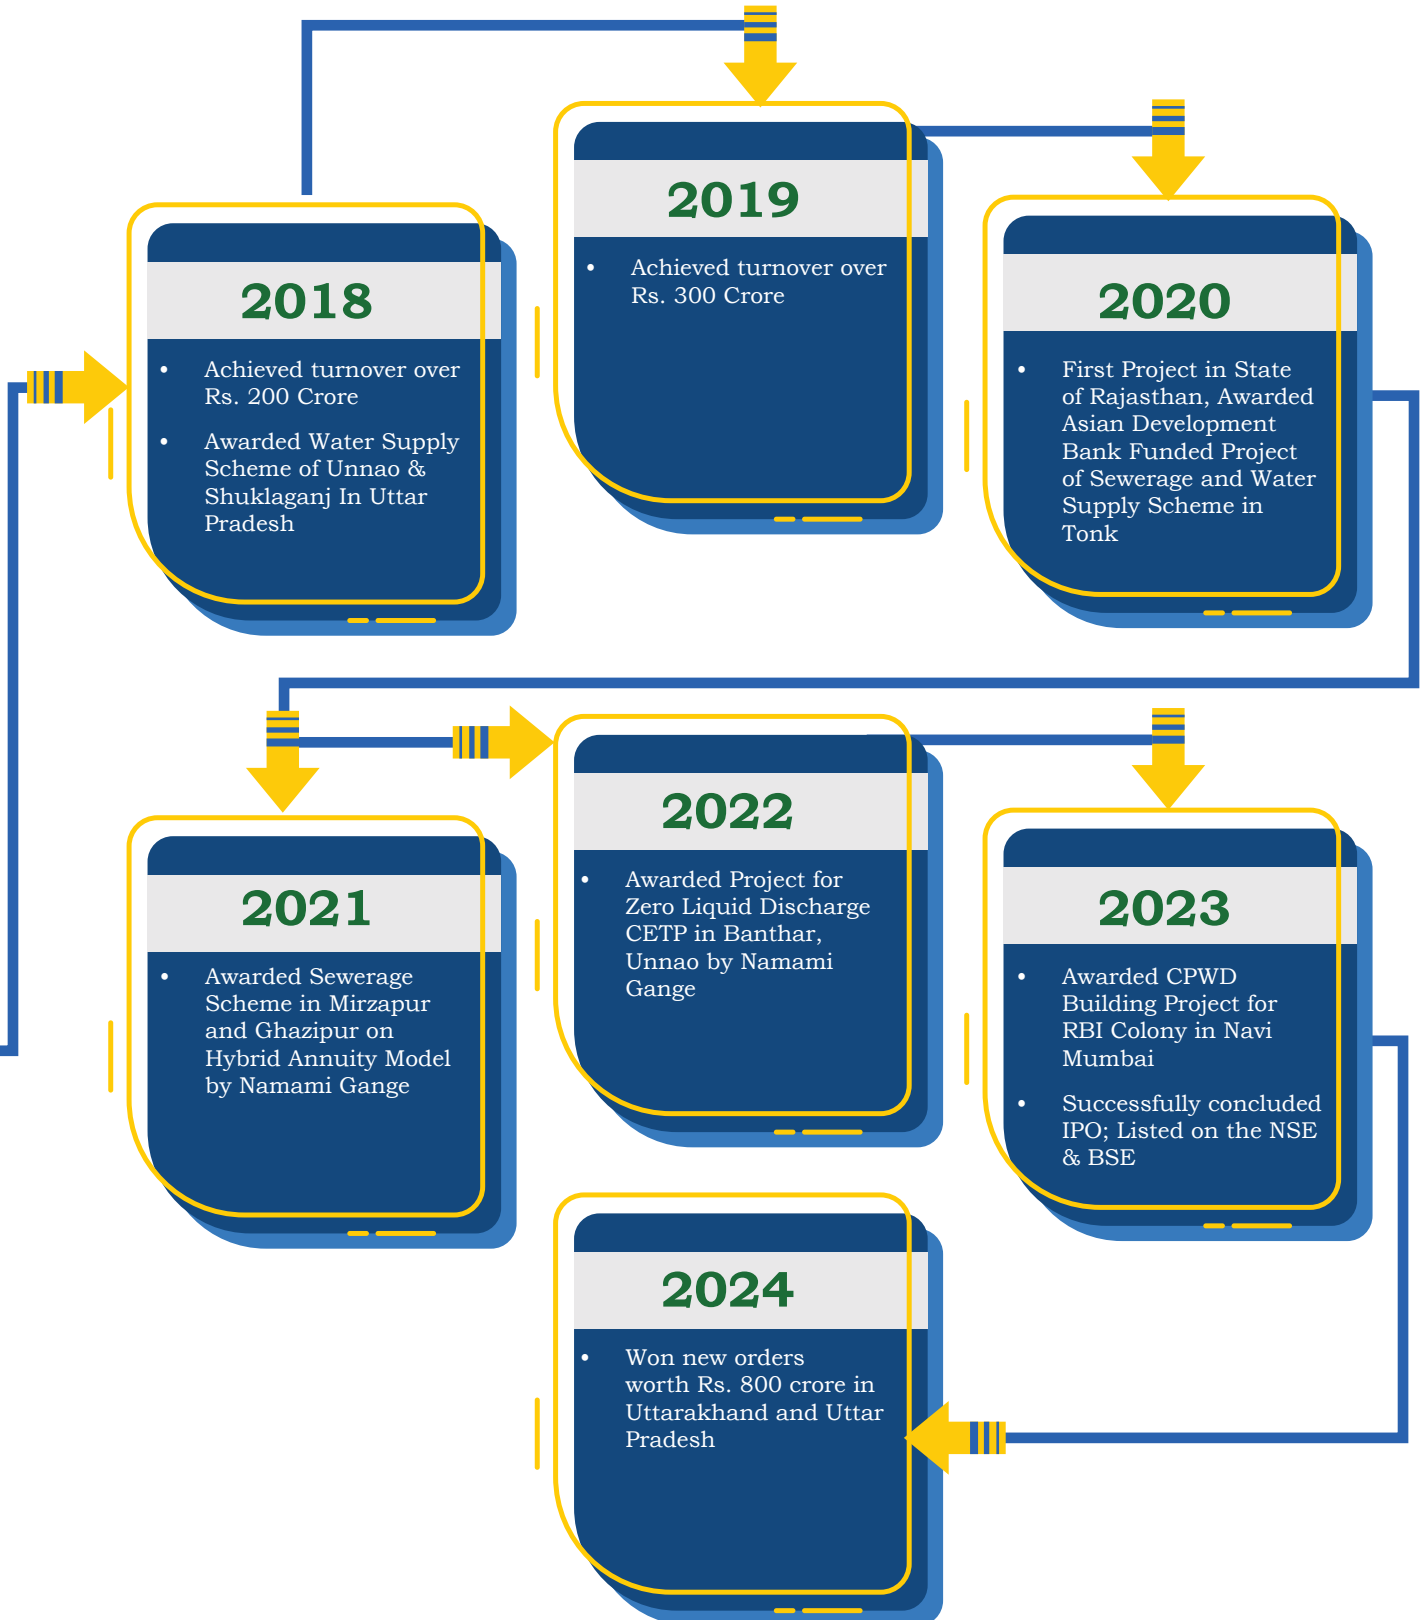 2018
• Achieved turnover over
Rs. 200 Crore
• Awarded Water Supply
Scheme of Unnao &
Shuklaganj In Uttar
Pradesh
2019
• Achieved turnover over
Rs. 300 Crore
2020
• First Project in State
of Rajasthan, Awarded
Asian Development
Bank Funded Project
of Sewerage and Water
Supply Scheme in
Tonk
2021
• Awarded Sewerage
Scheme in Mirzapur
and Ghazipur on
Hybrid Annuity Model
by Namami Gange
2022
• Awarded Project for
Zero Liquid Discharge
CETP in Banthar,
Unnao by Namami
Gange
2023
• Awarded CPWD
Building Project for
RBI Colony in Navi
Mumbai
• Successfully concluded
IPO; Listed on the NSE
& BSE
2024
• Won new orders
worth Rs. 800 crore in
Uttarakhand and Uttar
Pradesh